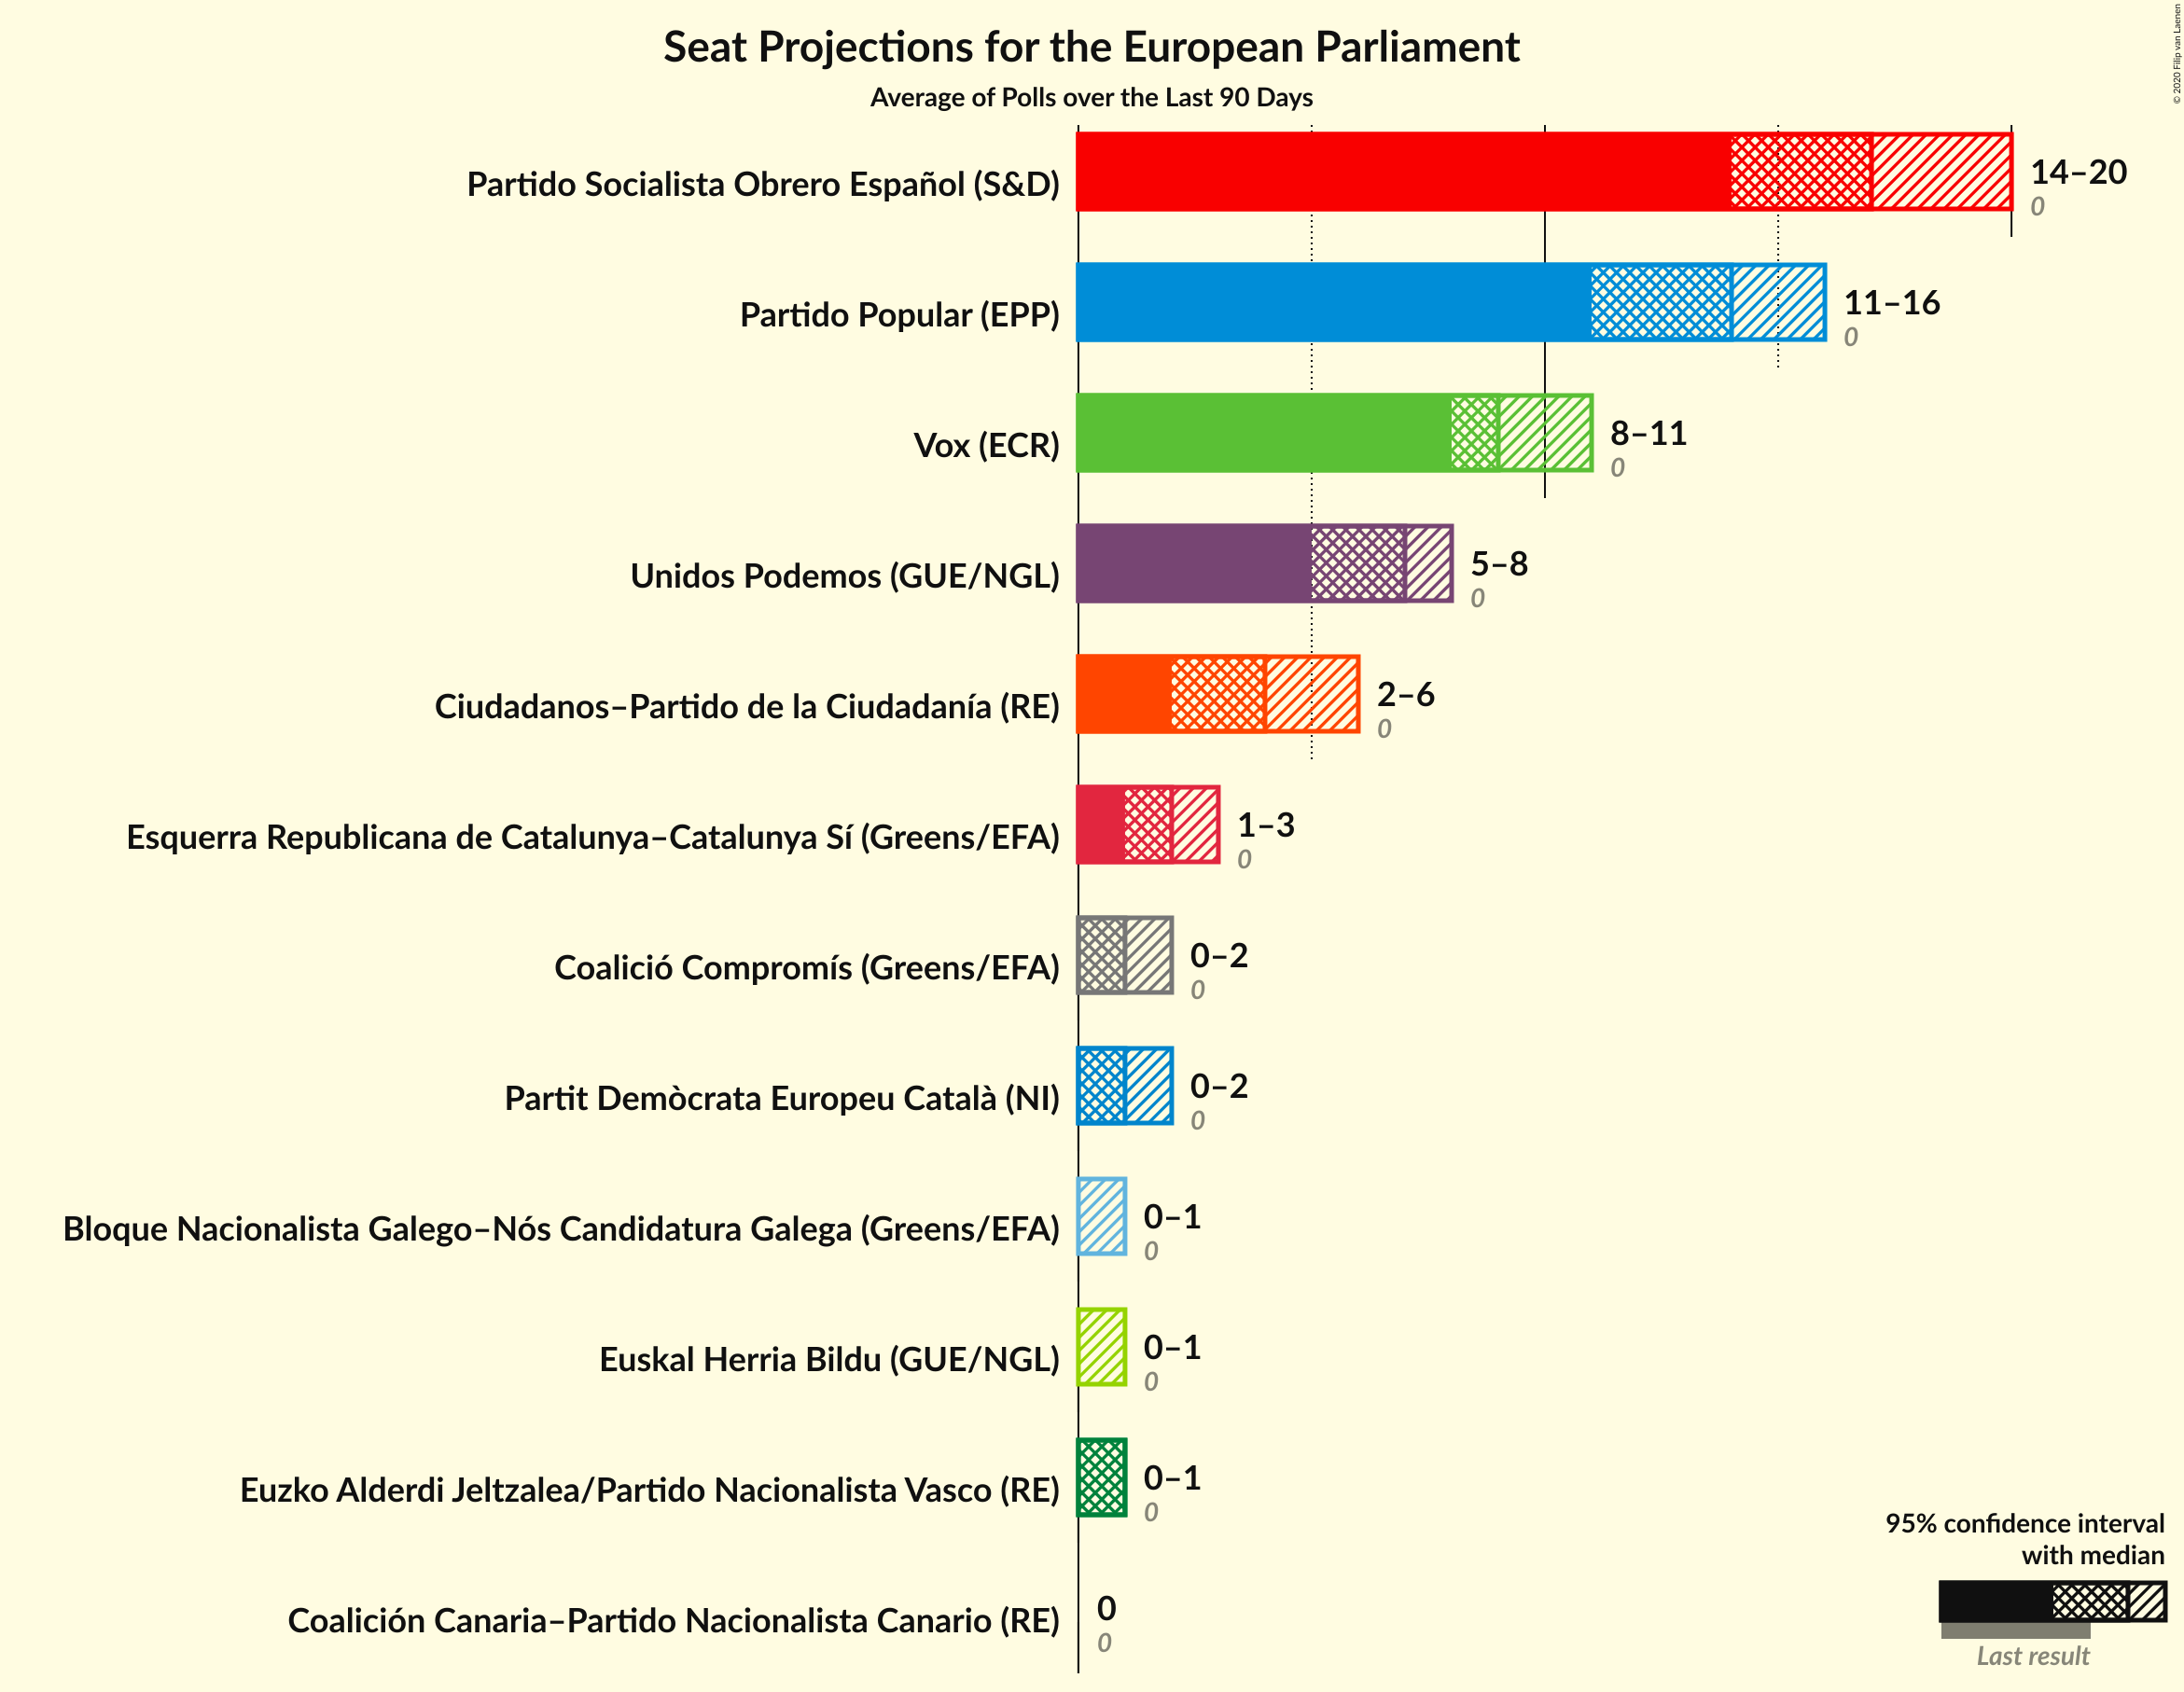 Seat Projections for the European Parliament
Average of Polls over the Last 90 Days
© 2020 Filip van Laenen
Partido Socialista Obrero Español (S&D)
14–20
0
Partido Popular (EPP)
11–16
0
Vox (ECR)
8–11
0
Unidos Podemos (GUE/NGL)
5–8
0
Ciudadanos–Partido de la Ciudadanía (RE)
2–6
0
Esquerra Republicana de Catalunya–Catalunya Sí (Greens/EFA)
1–3
0
Coalició Compromís (Greens/EFA)
0–2
0
Partit Demòcrata Europeu Català (NI)
0–2
0
Bloque Nacionalista Galego–Nós Candidatura Galega (Greens/EFA)
0–1
0
Euskal Herria Bildu (GUE/NGL)
0–1
0
Euzko Alderdi Jeltzalea/Partido Nacionalista Vasco (RE)
0–1
0
Coalición Canaria–Partido Nacionalista Canario (RE)
0
0
95% confidence interval
with median
Last result